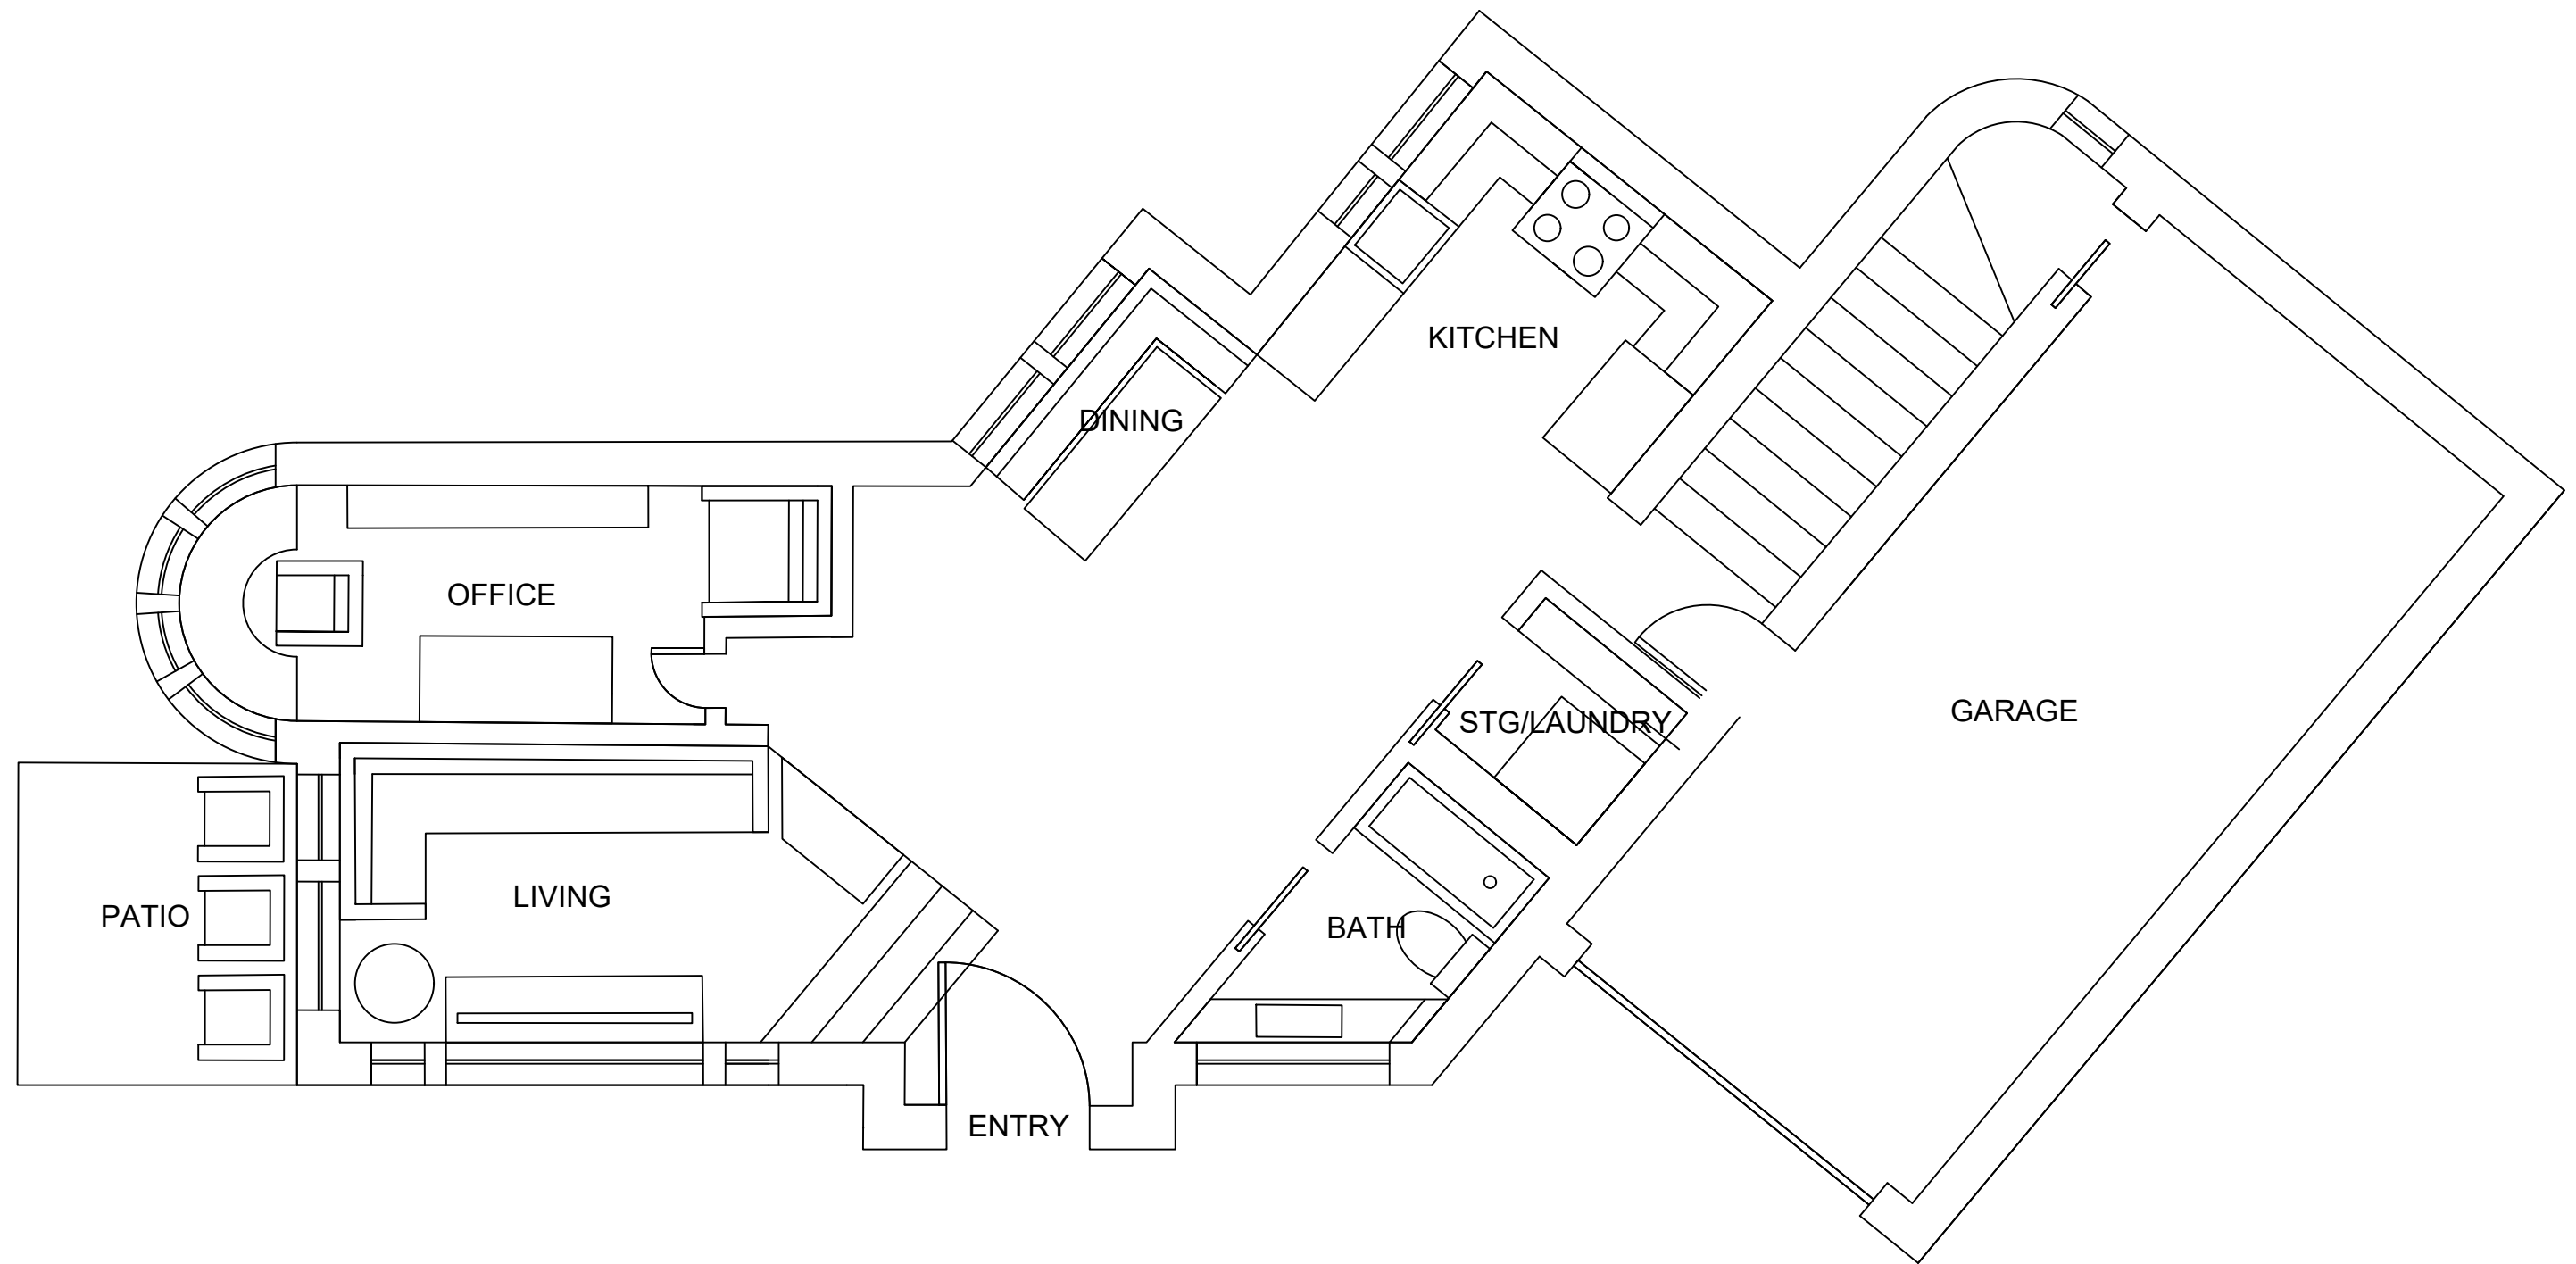 KITCHEN
DINING
OFFICE
GARAGE
STG/LAUNDRY
LIVING
PATIO
BATH
ENTRY